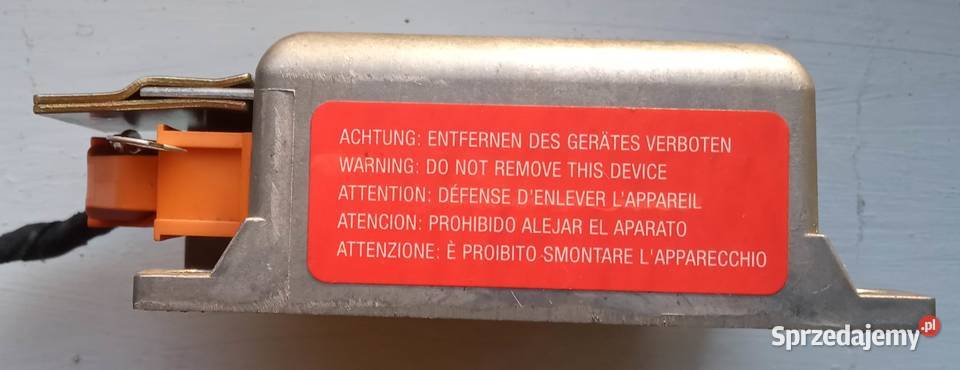 ACHTUNG: ENTFERNEN DES GERÄTES VERBOTEN
WARNING: DO NOT REMOVE THIS DEVICE
ATTENTION: DÉFENSE D'ENLEVER L'APPAREIL
ATENCION: PROHIBIDO ALEJAR EL APARATO
ATTENZIONE: È PROIBITO SMONTARE L'APPARECCHIO
Sprzedajemy.pl